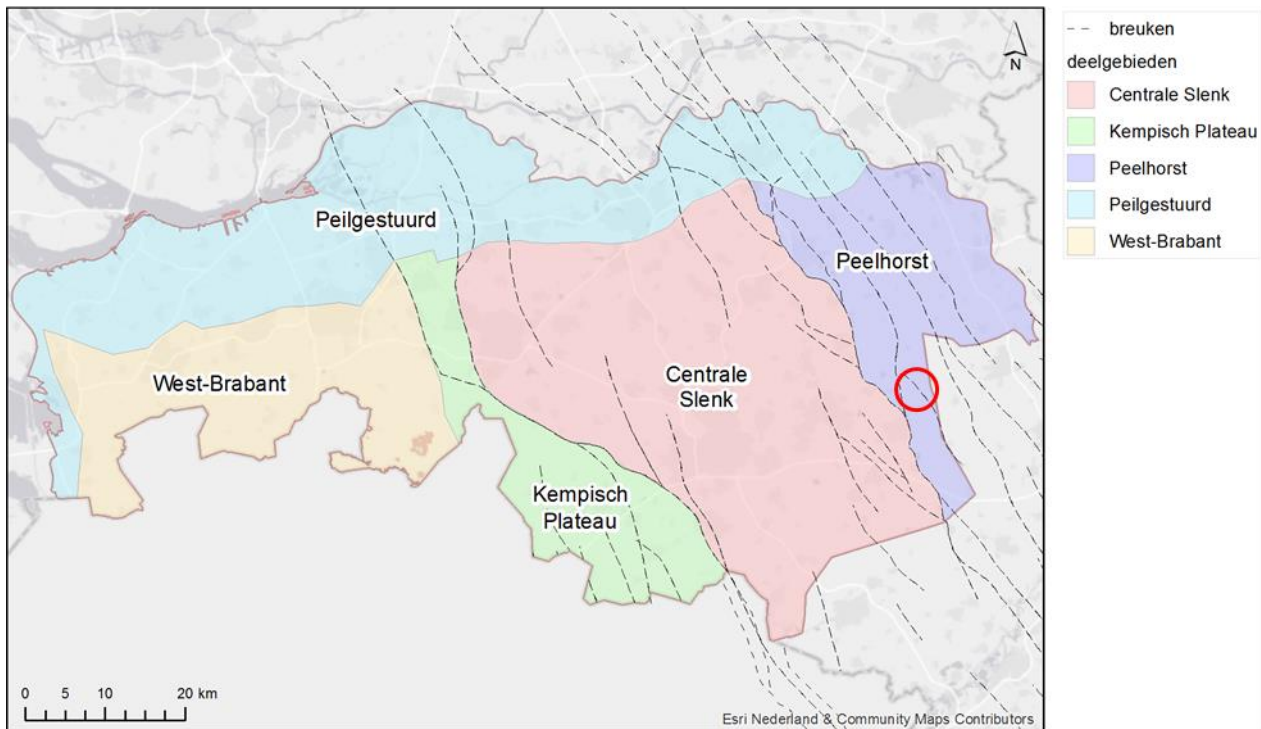 N
Peilgestuurd
Peelhorst
West-Brabant
Centrale
Slenk
Kempisch
Plateau
0 5 10 20 km
Esri Nederland & Community Maps Contributors
breuken
deelgebieden
Centrale Slenk
Kempisch Plateau
Peelhorst
Peilgestuurd
West-Brabant